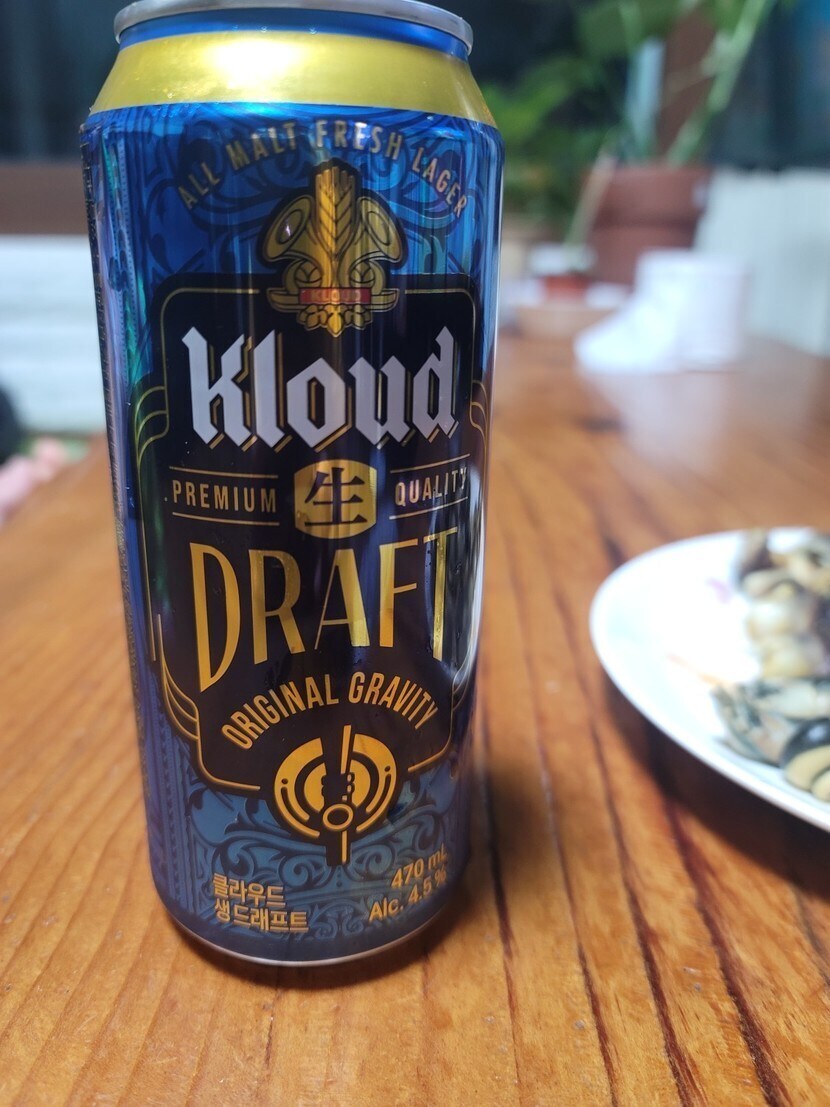 ALL MALT FRESH LAGER
KLOUD
Kloud
PREMIUM 生 QUALITY
DRAFT
ORIGINAL GRAVITY
클라우드
생드래프트
470 mL
Alc. 4.5%